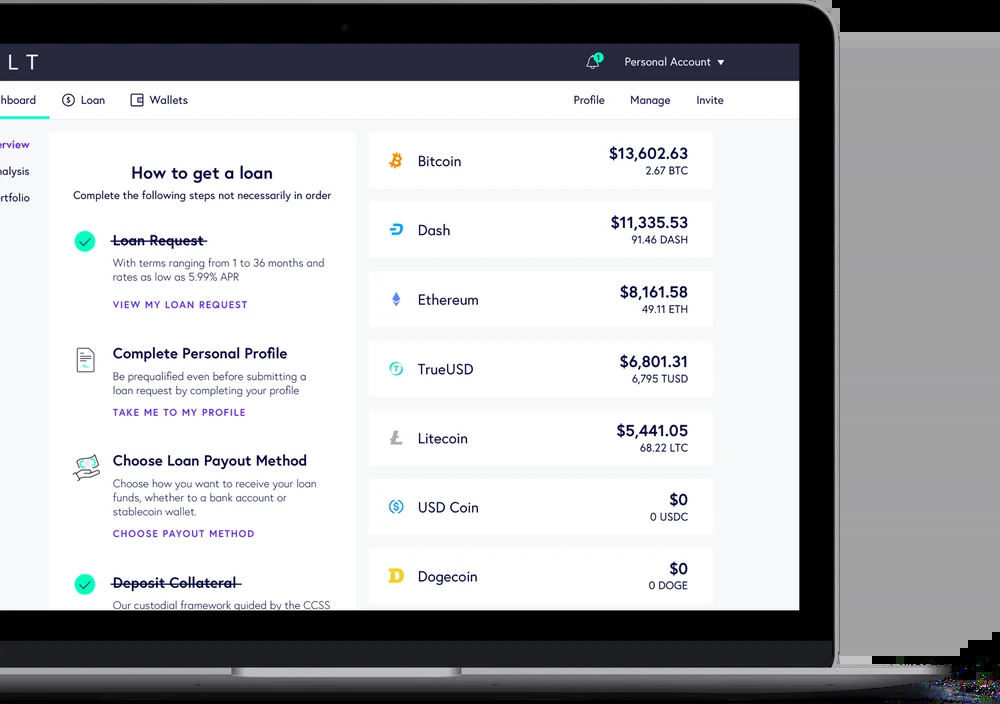 LT
1
Personal Account
hboard
Loan
Wallets
Profile
Manage
Invite
erview
nalysis
rtfolio
How to get a loan
Complete the following steps not necessarily in order
Loan Request
With terms ranging from 1 to 36 months and
rates as low as 5.99% APR
VIEW MY LOAN REQUEST
Complete Personal Profile
Be prequalified even before submitting a
loan request by completing your profile
TAKE ME TO MY PROFILE
Choose Loan Payout Method
Choose how you want to receive your loan
funds, whether to a bank account or
stablecoin wallet.
CHOOSE PAYOUT METHOD
Deposit Collateral
Our custodial framework guided by the CCSS
Bitcoin
$13,602.63
2.67 BTC
Dash
$11,335.53
91.46 DASH
Ethereum
$8,161.58
49.11 ETH
TrueUSD
$6,801.31
6,795 TUSD
Litecoin
$5,441.05
68.22 LTC
USD Coin
$0
0 USDC
Dogecoin
$0
0 DOGE